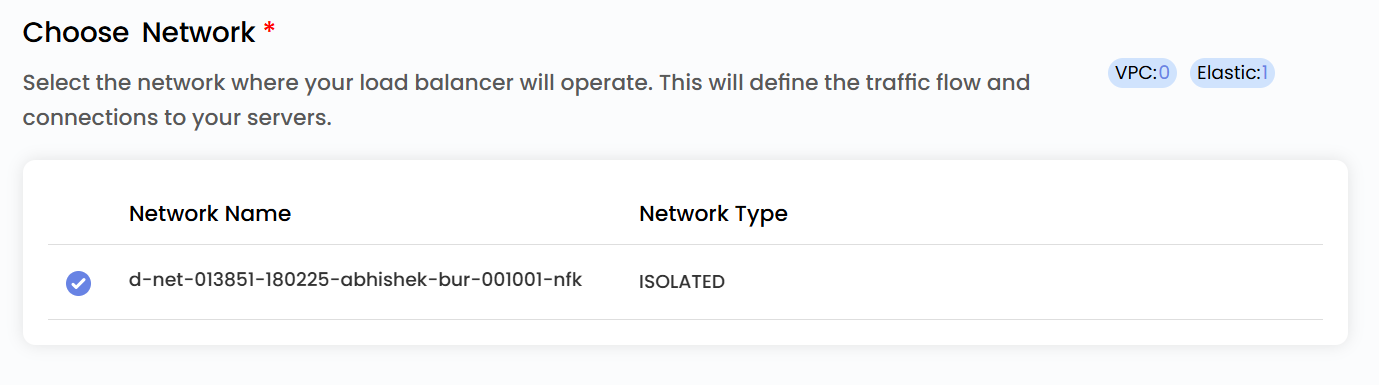 Choose Network *
Select the network where your load balancer will operate. This will define the traffic flow and
connections to your servers.
VPC:0 Elastic:1
Network Name Network Type
d-net-013851-180225-abhishek-bur-001001-nfk ISOLATED